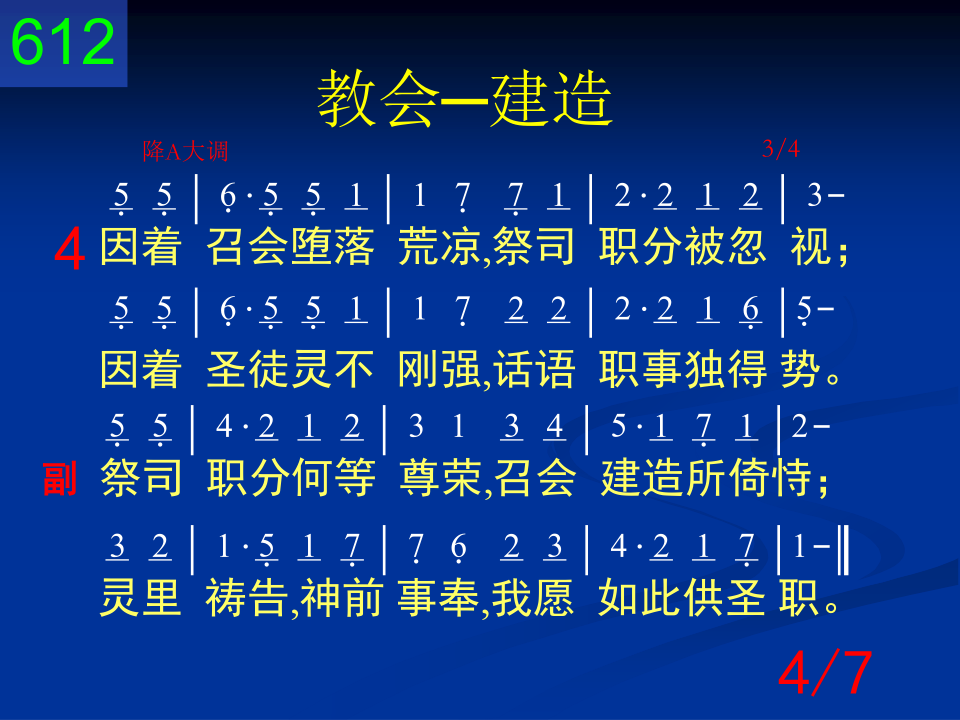 612
教会─建造
降A大调 3/4
5̣ 5̣ | 6̣·5̣ 5̣ 1 | 1 7̣ 7̣ 1 | 2·2 1 2 | 3-
4 因着 召会堕落 荒凉,祭司 职分被忽 视；
5̣ 5̣ | 6̣·5̣ 5̣ 1 | 1 7̣ 2 2 | 2·2 1 6̣ | 5̣-
因着 圣徒灵不 刚强,话语 职事独得 势。
5̣ 5̣ | 4·2 1 2 | 3 1 3 4 | 5·1 7̣ 1 | 2-
副 祭司 职分何等 尊荣,召会 建造所倚恃；
3 2 | 1·5̣ 1 7̣ | 7̣ 6̣ 2 3 | 4·2 1 7̣ | 1-‖
灵里 祷告,神前 事奉,我愿 如此供圣 职。
4/7